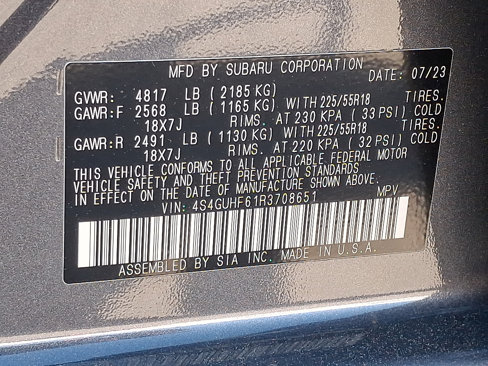 MFD BY SUBARU CORPORATION
DATE: 07/23
GVWR: 4817 LB (2185 KG)
GAWR:F 2568 LB (1165 KG) WITH 225/55R18 TIRES.
18X7J RIMS. AT 230 KPA (33 PSI) COLD
GAWR:R 2491 LB (1130 KG) WITH 225/55R18 TIRES.
18X7J RIMS. AT 220 KPA (32 PSI) COLD
THIS VEHICLE CONFORMS TO ALL APPLICABLE FEDERAL MOTOR
VEHICLE SAFETY AND THEFT PREVENTION STANDARDS
IN EFFECT ON THE DATE OF MANUFACTURE SHOWN ABOVE.
VIN: 4S4GUHF61R3708651 MPV
ASSEMBLED BY SIA INC. MADE IN U.S.A.